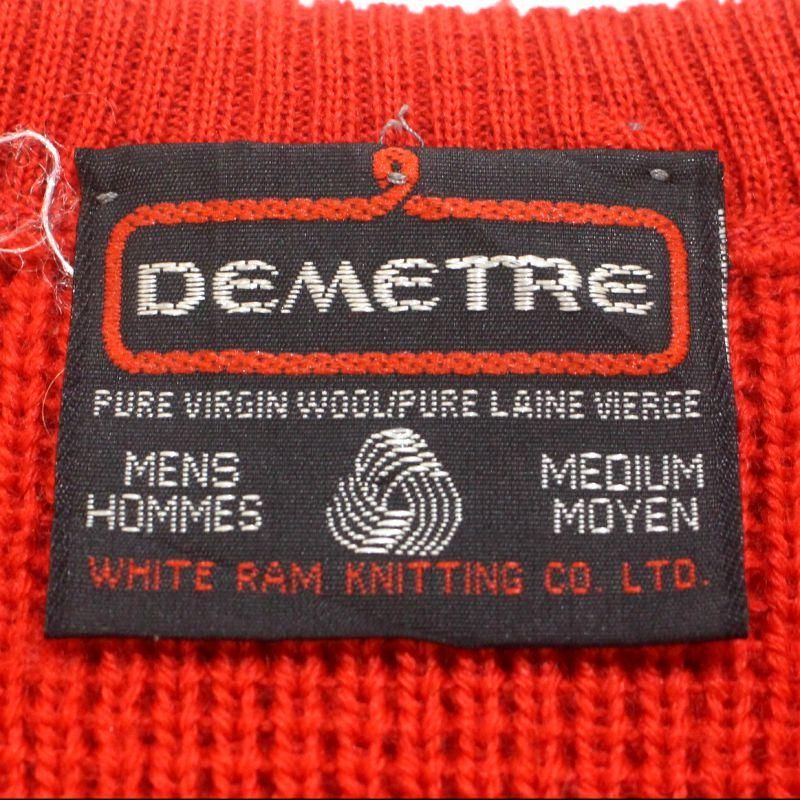 DEMETRE
PURE VIRGIN WOOL/PURE LAINE VIERGE
MENS
HOMMES
MEDIUM
MOYEN
WHITE RAM KNITTING CO. LTD.